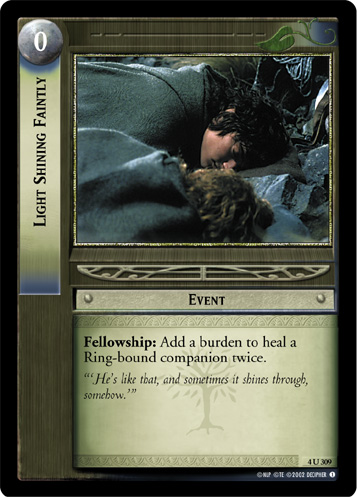 0
LIGHT SHINING FAINTLY
EVENT
Fellowship: Add a burden to heal a
Ring-bound companion twice.
“‘He's like that, and sometimes it shines through,
somehow.’”
4 U 309
©NLP ©/TE ©2002 DECIPHER